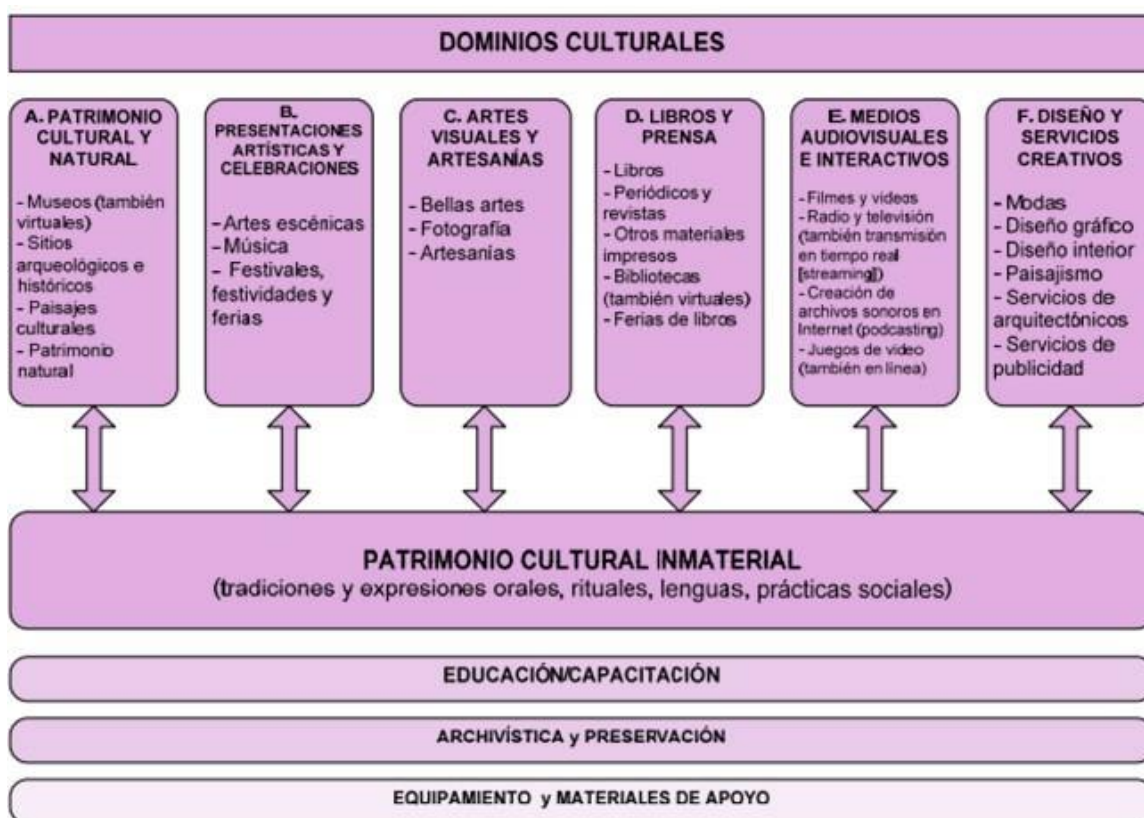 DOMINIOS CULTURALES
A. PATRIMONIO
CULTURAL Y
NATURAL
- Museos (también
virtuales)
- Sitios
arqueológicos e
históricos
- Paisajes
culturales
- Patrimonio
natural
B.
PRESENTACIONES
ARTÍSTICAS Y
CELEBRACIONES
-Artes escénicas
- Música
- Festivales,
festividades y
ferias
C. ARTES
VISUALES Y
ARTESANÍAS
- Bellas artes
- Fotografía
- Artesanías
D. LIBROS Y
PRENSA
- Libros
- Periódicos y
revistas
- Otros materiales
impresos
- Bibliotecas
(también virtuales)
- Ferias de libros
E. MEDIOS
AUDIOVISUALES
E INTERACTIVOS
- Filmes y videos
- Radio y televisión
(también transmisión
en tiempo real
[streaming])
- Creación de
archivos sonoros en
Internet (podcasting)
- Juegos de video
(también en línea)
F. DISEÑO Y
SERVICIOS
CREATIVOS
- Modas
- Diseño gráfico
- Diseño interior
- Paisajismo
- Servicios de
arquitectónicos
- Servicios de
publicidad
PATRIMONIO CULTURAL INMATERIAL
(tradiciones y expresiones orales, rituales, lenguas, prácticas sociales)
EDUCACIÓN/CAPACITACIÓN
ARCHIVÍSTICA y PRESERVACIÓN
EQUIPAMIENTO y MATERIALES DE APOYO